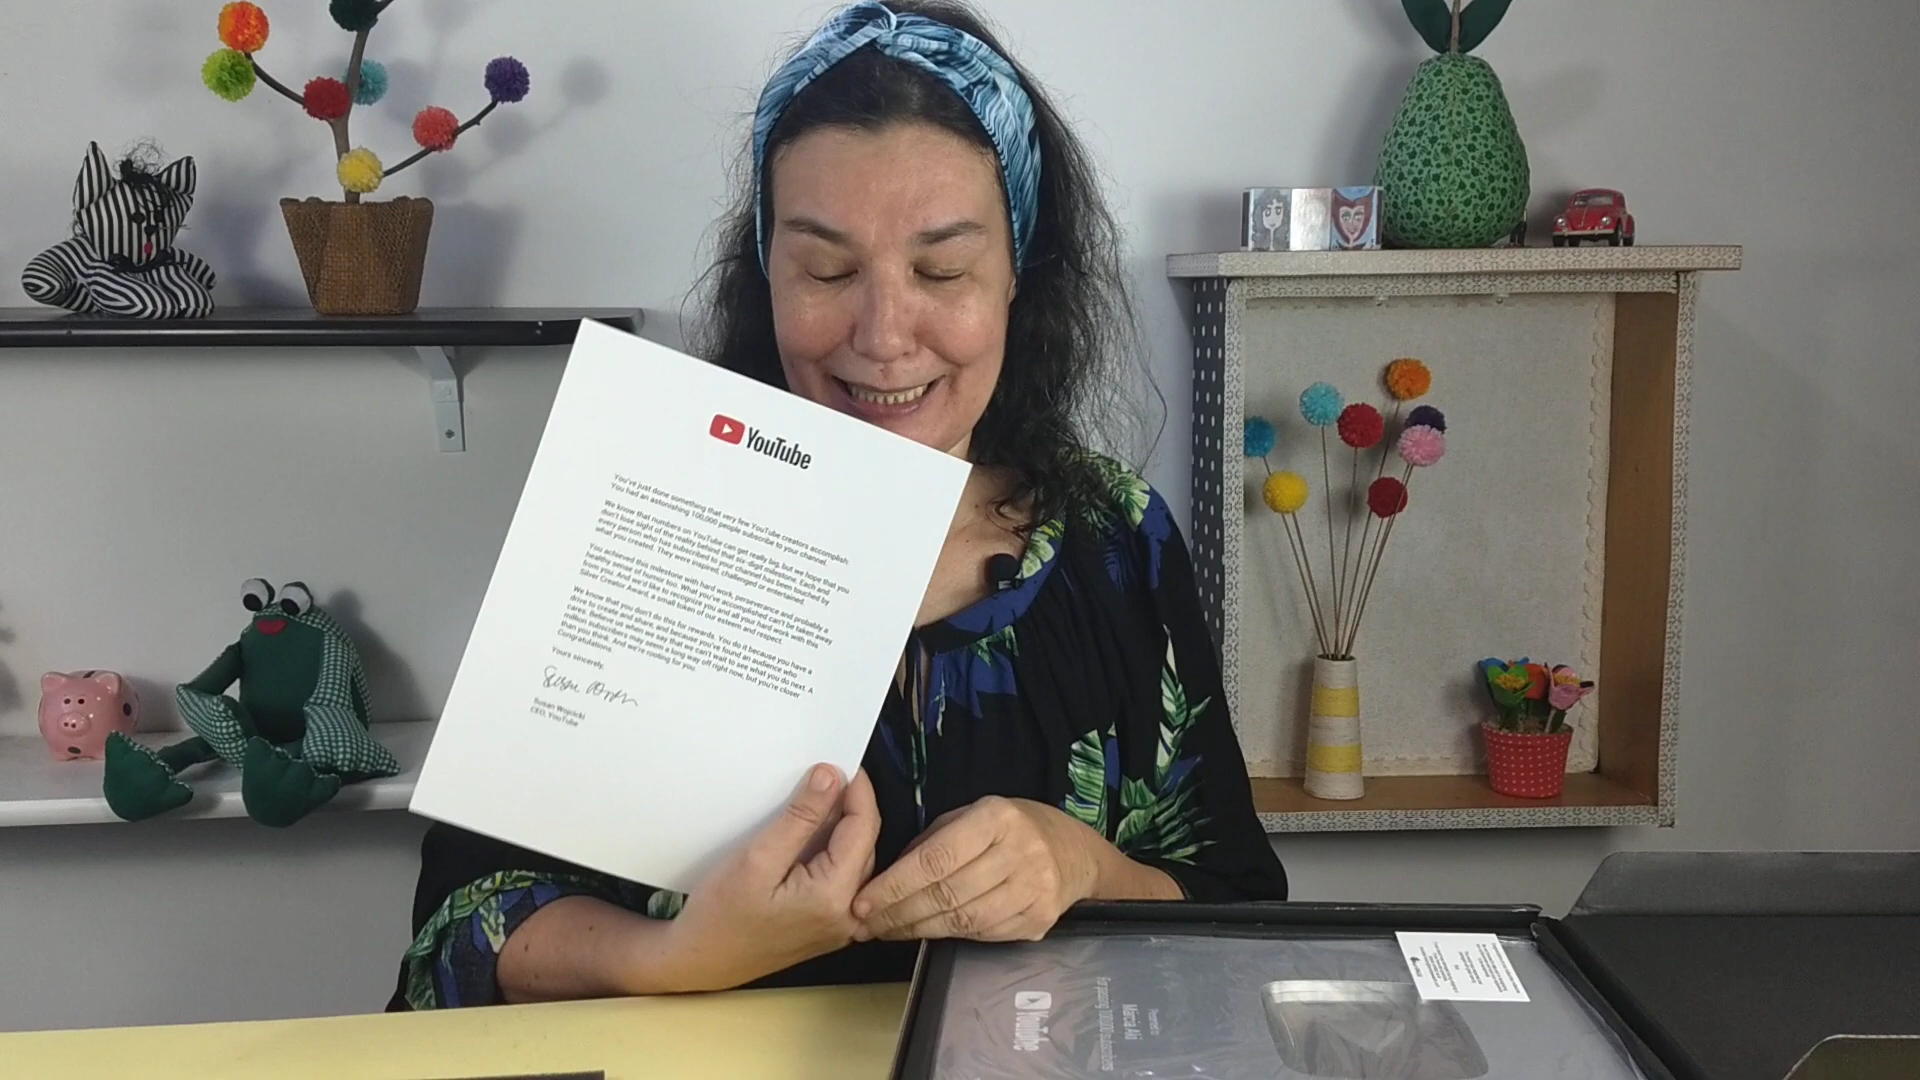 YouTube
You've just done something that very few YouTube creators accomplish:
You had an astonishing 100,000 people subscribe to your channel.
We know that numbers on YouTube can get really big, but we hope that you
don't lose sight of the reality behind that six-digit milestone. Each and
every person who has subscribed to your channel has been touched by
what you created. They were inspired, challenged or entertained.
You achieved this milestone with hard work, perseverance and probably a
healthy sense of humor too. What you've accomplished can't be taken away
from you. And we'd like to recognize you and all your hard work with this
Silver Creator Award, a small token of our esteem and respect.
We know that you don't do this for rewards. You do it because you have a
drive to create and share, and because you've found an audience who
cares. Believe us when we say that we can't wait to see what you do next. A
million subscribers may seem a long way off right now, but you're closer
than you think. And we're rooting for you.
Congratulations.
Yours sincerely,
Susan Wojcicki
CEO, YouTube
Presented to
Marcia Alú
For passing 100,000 subscribers
YouTube